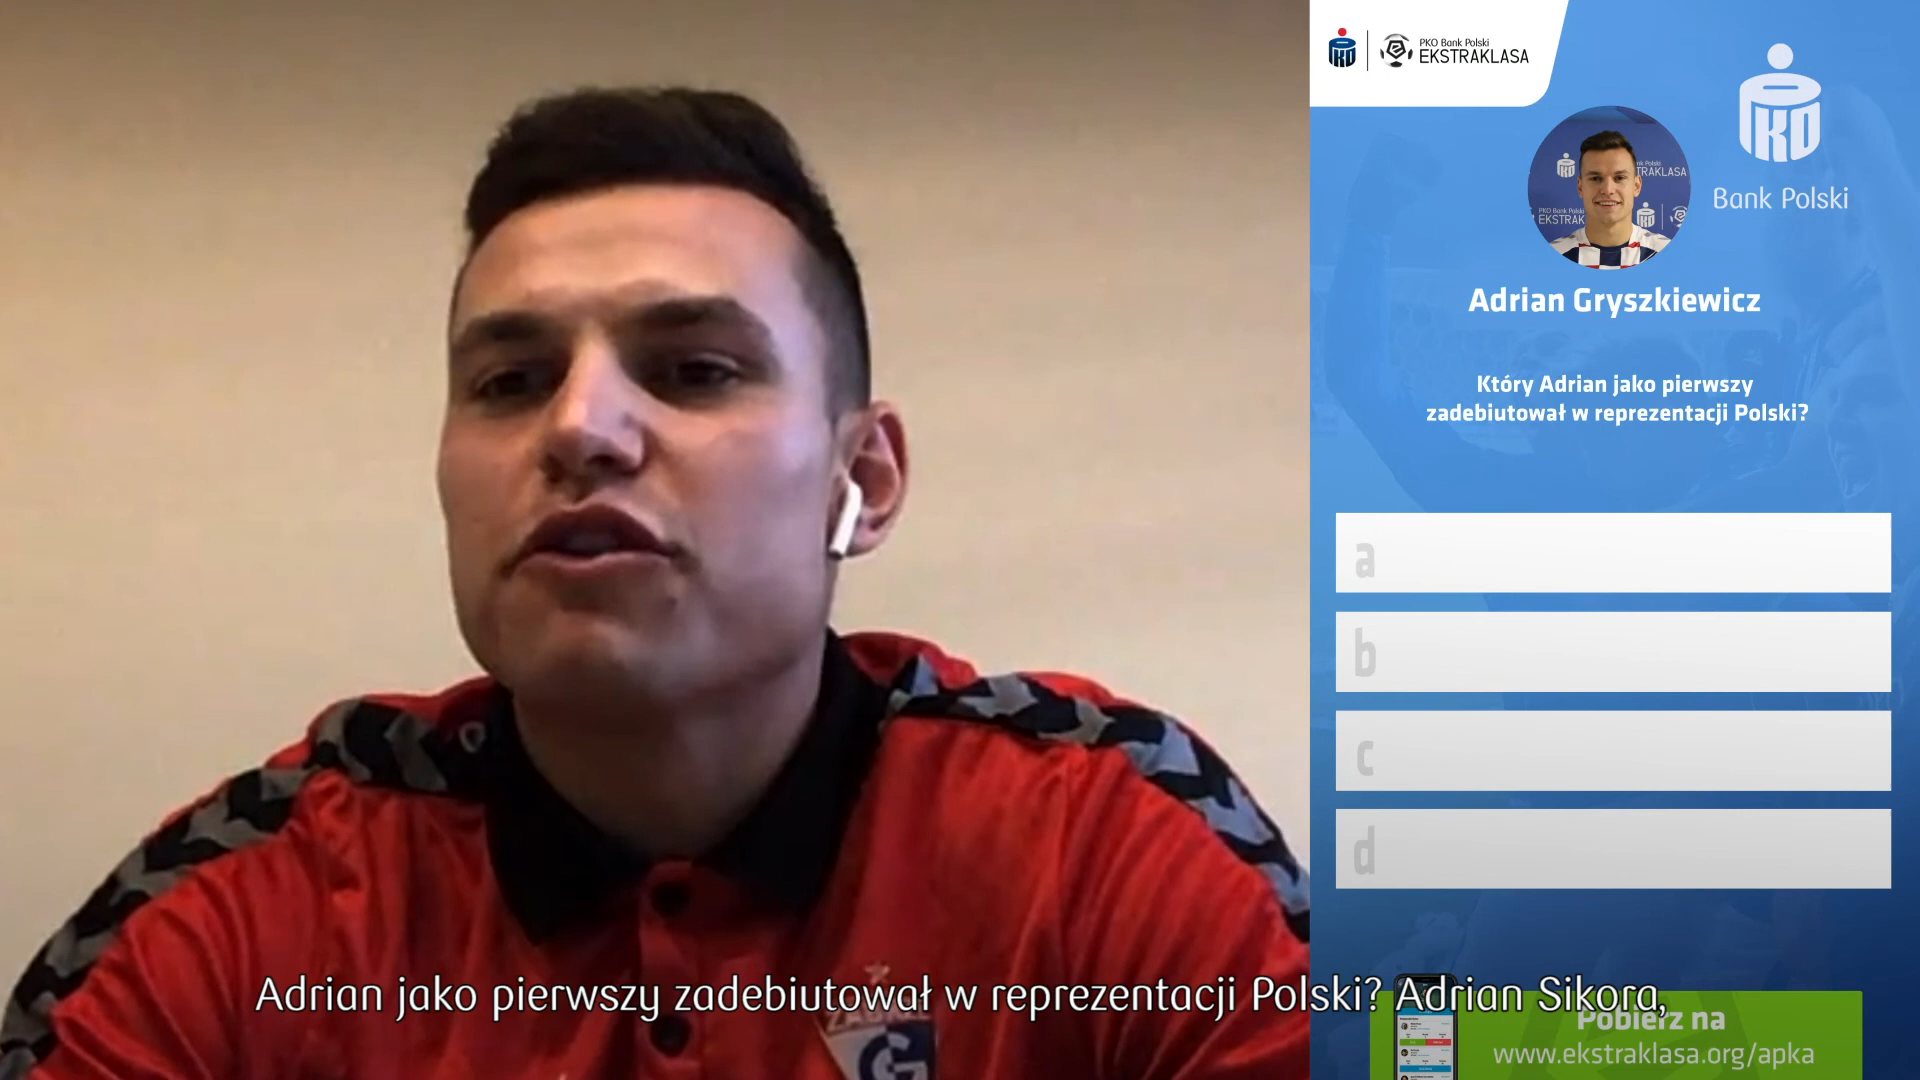 PKO Bank Polski
EKSTRAKLASA
Bank Polski
Adrian Gryszkiewicz
Który Adrian jako pierwszy
zadebiutował w reprezentacji Polski?
a
b
c
d
Adrian jako pierwszy zadebiutował w reprezentacji Polski? Adrian Sikora,
Pobierz na
www.ekstraklasa.org/apka